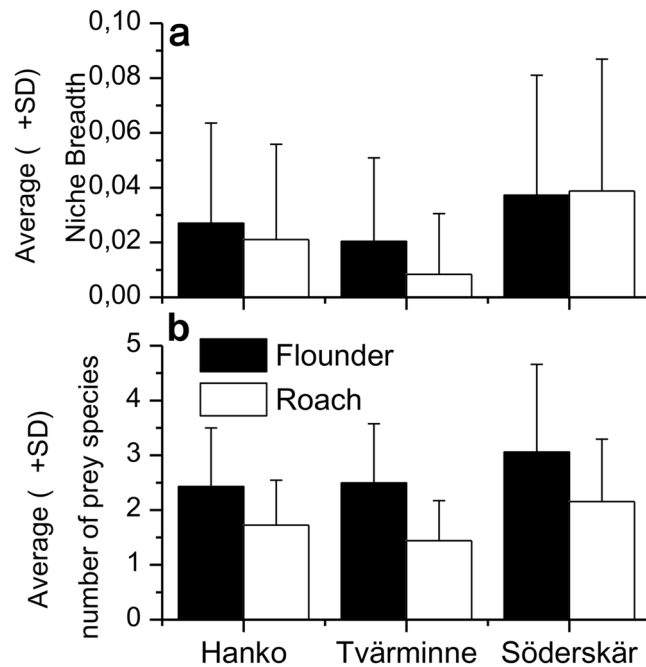 a
Average ( +SD)
Niche Breadth
0,10
0,08
0,06
0,04
0,02
0,00
b
Average ( +SD)
number of prey species
5
4
3
2
1
0
Flounder
Roach
Hanko
Tvärminne
Söderskär